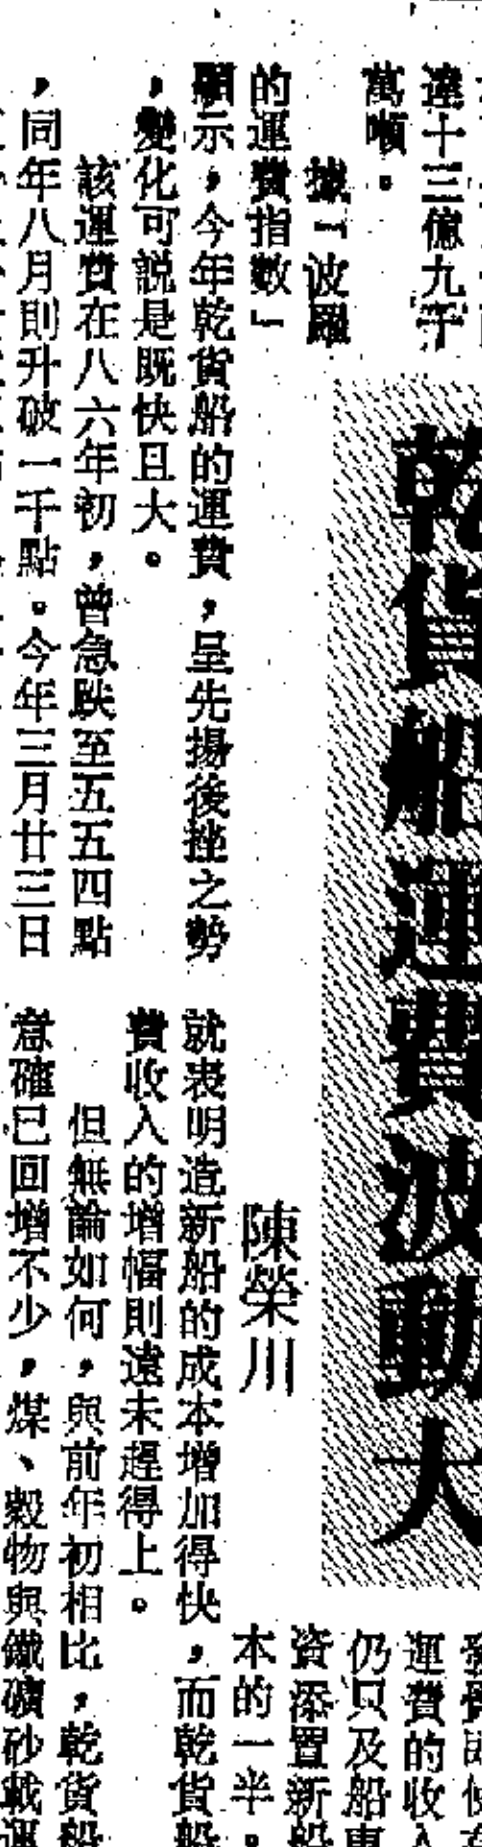 達十三億九千
萬噸。
據「波羅
的運費指數」
顯示，今年乾貨船的運費，呈先揚後挫之勢
，變化可説是既快且大。
該運費在八六年初，曾急跌至五五四點
，同年八月則升破一千點。今年三月廿三日
乾貨船運費波動大
陳榮川
運費的收入
仍只及船東
資添置新船
本的一半。
就表明造新船的成本增加得快，而乾貨船
費收入的增幅則遠未趕得上。
但無論如何，與前年初相比，乾貨船
意確已回增不少，煤、穀物與鐵礦砂載運